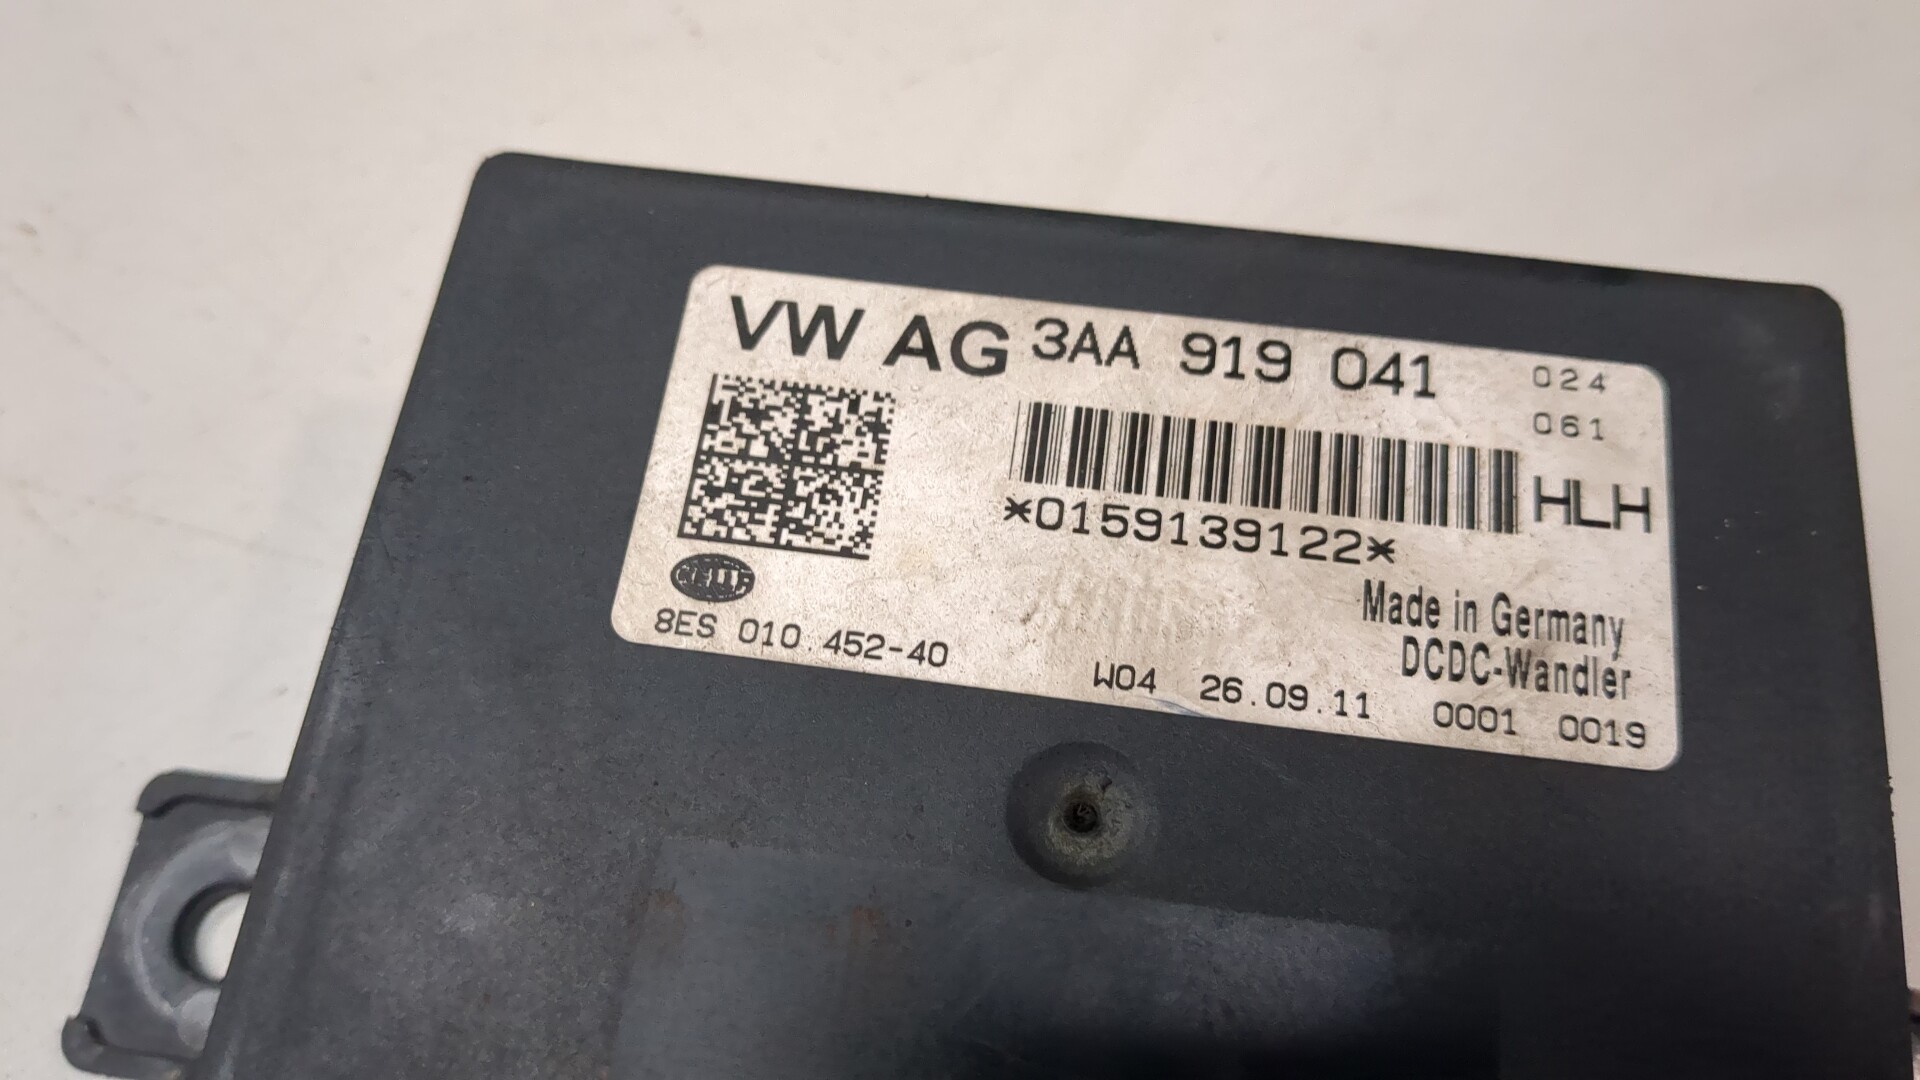 VW AG 3AA 919 041 024
061
HLH
*0159139122*
HELLA
Made in Germany
DCDC-Wandler
8ES 010.452-40
W04 26.09.11 0001 0019